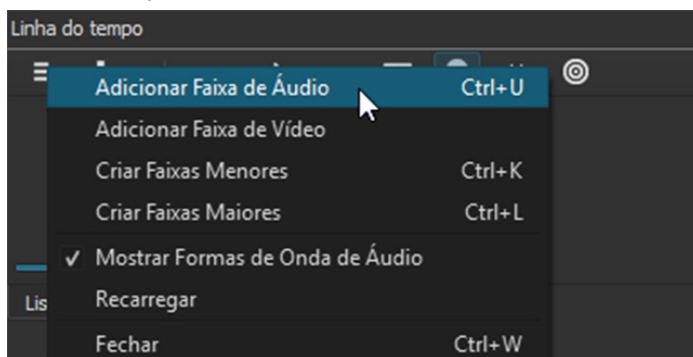 Linha do tempo
Adicionar Faixa de Áudio Ctrl+U
Adicionar Faixa de Vídeo
Criar Faixas Menores Ctrl+K
Criar Faixas Maiores Ctrl+L
Mostrar Formas de Onda de Áudio
Lis
Recarregar
Fechar Ctrl+W